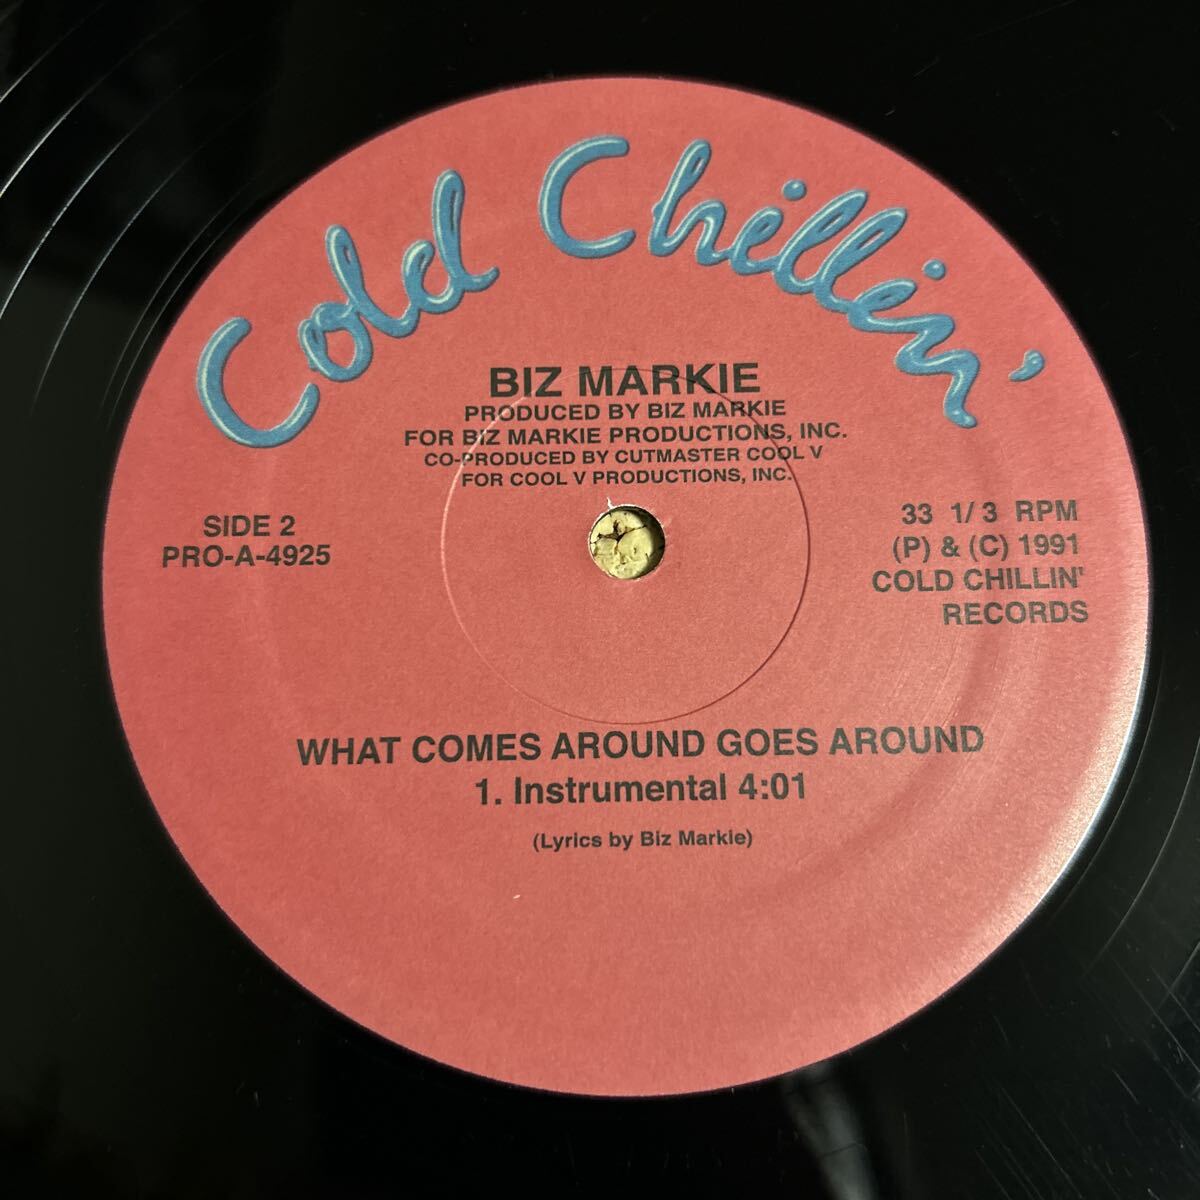 Cold Chillin'
BIZ MARKIE
PRODUCED BY BIZ MARKIE
FOR BIZ MARKIE PRODUCTIONS, INC.
CO-PRODUCED BY CUTMASTER COOL V
FOR COOL V PRODUCTIONS, INC.
SIDE 2
PRO-A-4925
33 1/3 RPM
(P) & (C) 1991
COLD CHILLIN'
RECORDS
WHAT COMES AROUND GOES AROUND
1. Instrumental 4:01
(Lyrics by Biz Markie)